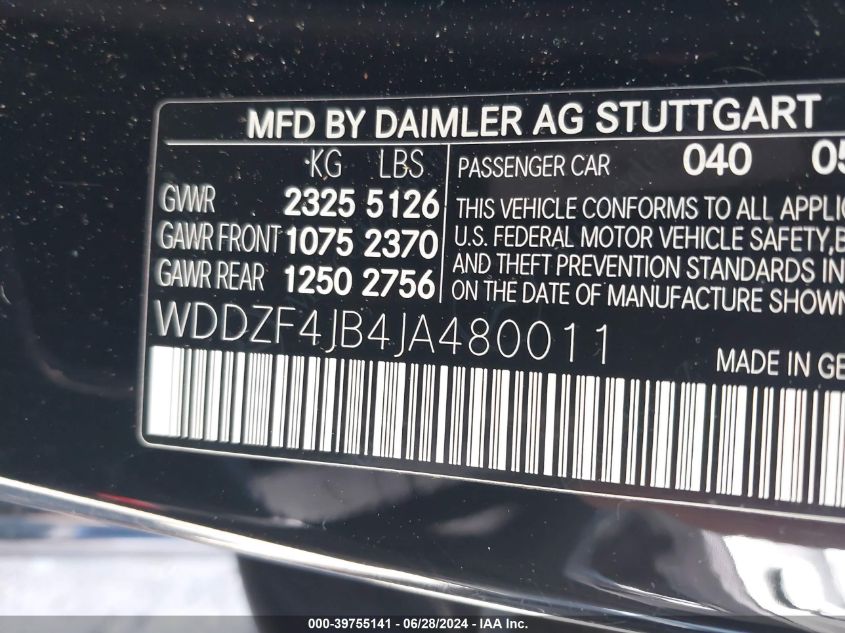 MFD BY DAIMLER AG STUTTGART
KG LBS
GVWR 2325 5126
GAWR FRONT 1075 2370
GAWR REAR 1250 2756
PASSENGER CAR 040 05
THIS VEHICLE CONFORMS TO ALL APPLIC
U.S. FEDERAL MOTOR VEHICLE SAFETY, B
AND THEFT PREVENTION STANDARDS IN
ON THE DATE OF MANUFACTURE SHOWN
WDDZF4JB4JA480011
MADE IN GE
000-39755141 - 06/28/2024 - IAA Inc.